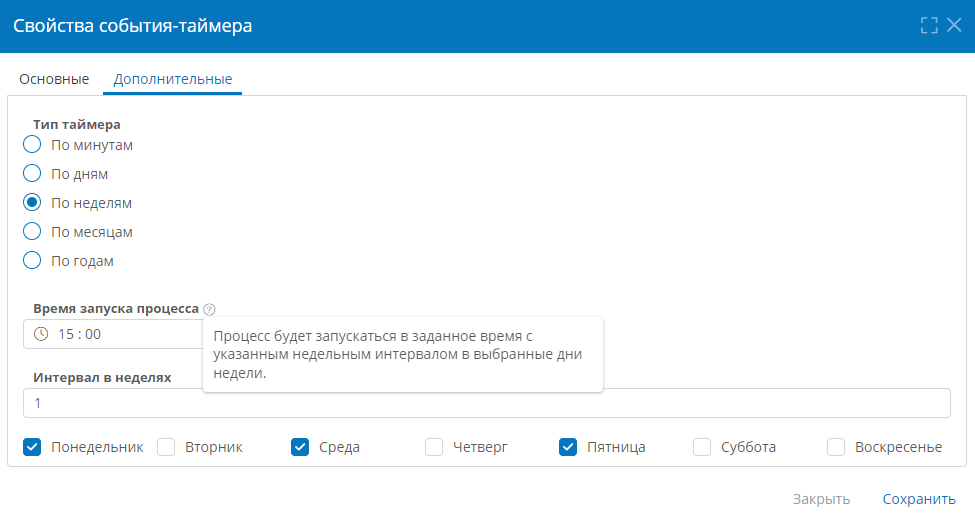 Свойства события-таймера
Основные Дополнительные
Тип таймера
По минутам
По дням
По неделям
По месяцам
По годам
Время запуска процесса ?
15 : 00
Процесс будет запускаться в заданное время с
указанным недельным интервалом в выбранные дни
недели.
Интервал в неделях
1
Понедельник Вторник Среда Четверг Пятница Суббота Воскресенье
Закрыть Сохранить